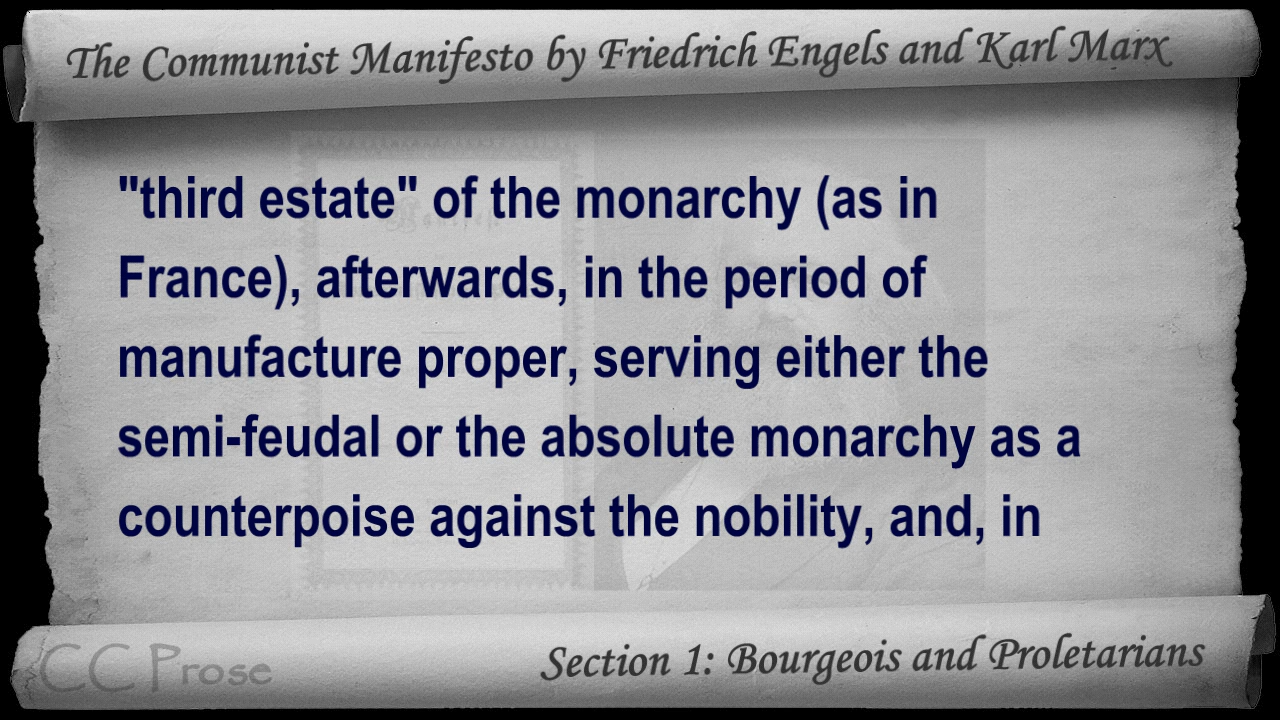 The Communist Manifesto by Friedrich Engels and Karl Marx
"third estate" of the monarchy (as in
France), afterwards, in the period of
manufacture proper, serving either the
semi-feudal or the absolute monarchy as a
counterpoise against the nobility, and, in
CC Prose
Section 1: Bourgeois and Proletarians